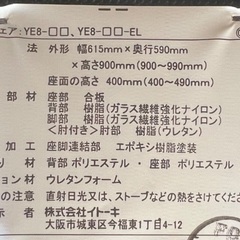 ェア：YE8-□□、YE8-□□-EL
法 外形 幅615mm×奥行590mm
×高さ900mm（900～990mm）
座面の高さ 400mm（400～490mm）
部材 座部 合板
背部 樹脂（ガラス繊維強化ナイロン）
脚部 樹脂（ガラス繊維強化ナイロン）
＜肘付き＞肘部 樹脂（ウレタン）
工 座脚連結部 エポキシ樹脂塗装
り材 背部 ポリエステル・座部 ポリエステル
ション材 ウレタンフォーム
の注意 直射日光又は、ストーブなどの熱をさけてくださ
名 株式会社イトーキ
大阪市城東区今福東1丁目4-12